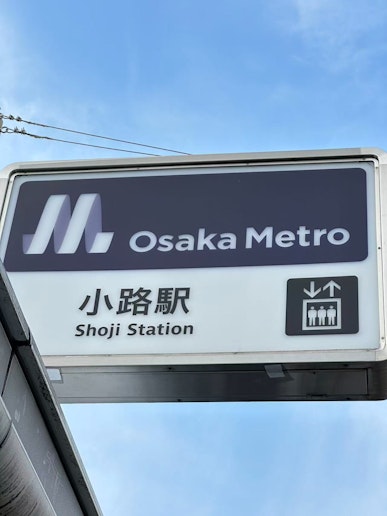 Osaka Metro
小路駅
Shoji Station